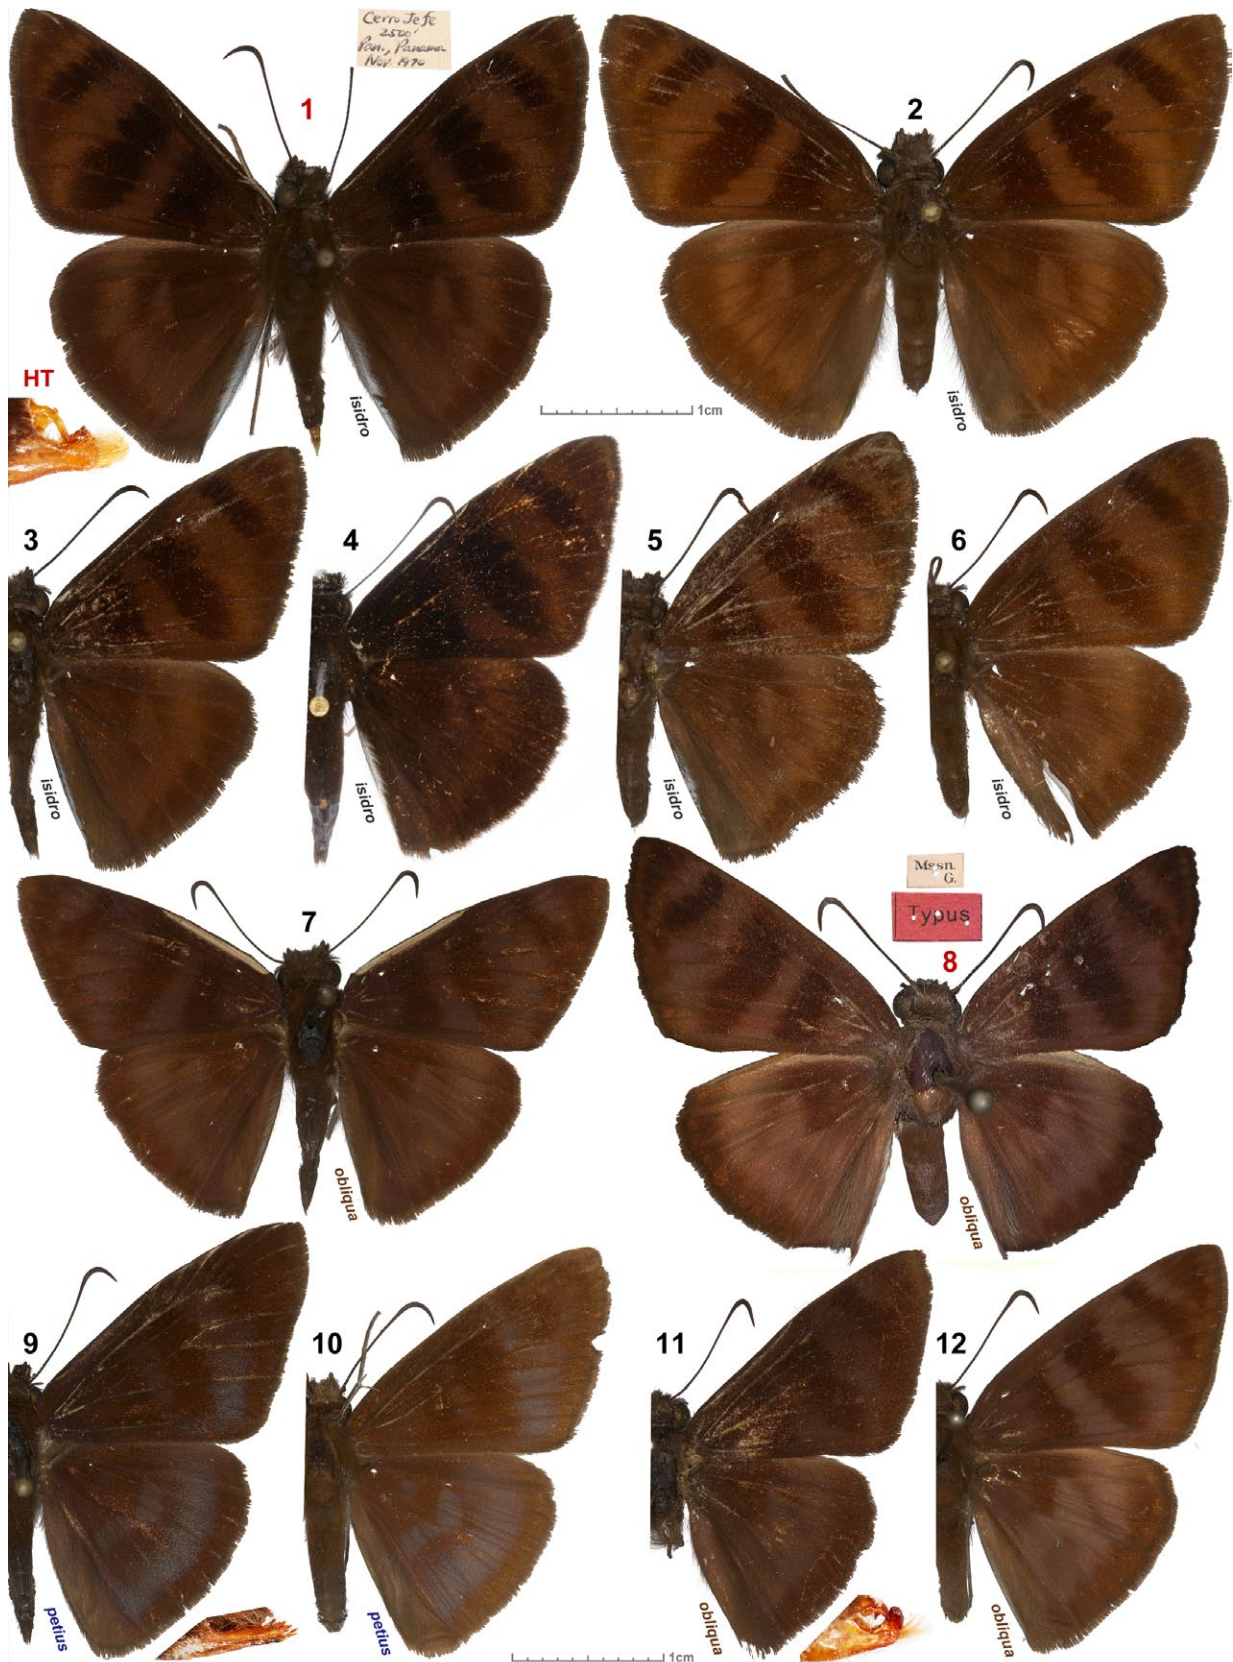 Cerro Jefe
2500'
Pan., Panama
Nov 1970
1
2
HT
isidro
1cm
isidro
3
4
5
6
isidro
isidro
isidro
isidro
7
Mssn.
G.
Typus
8
obliqua
obliqua
9
10
11
12
petius
petius
obliqua
obliqua
1cm